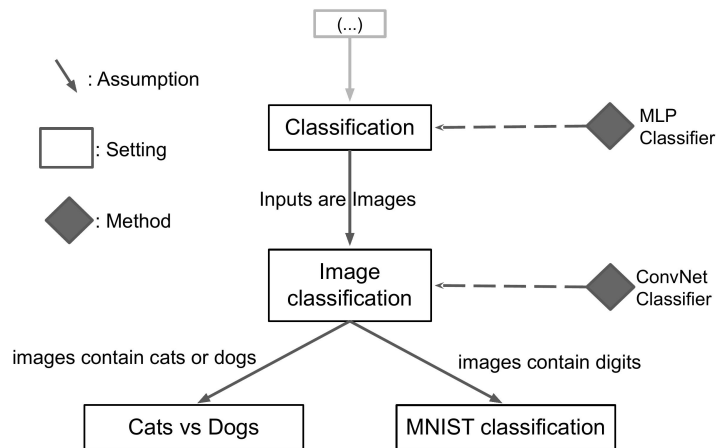 (...)
: Assumption
Classification
MLP
Classifier
: Setting
Inputs are Images
: Method
Image
classification
ConvNet
Classifier
images contain cats or dogs
images contain digits
Cats vs Dogs
MNIST classification